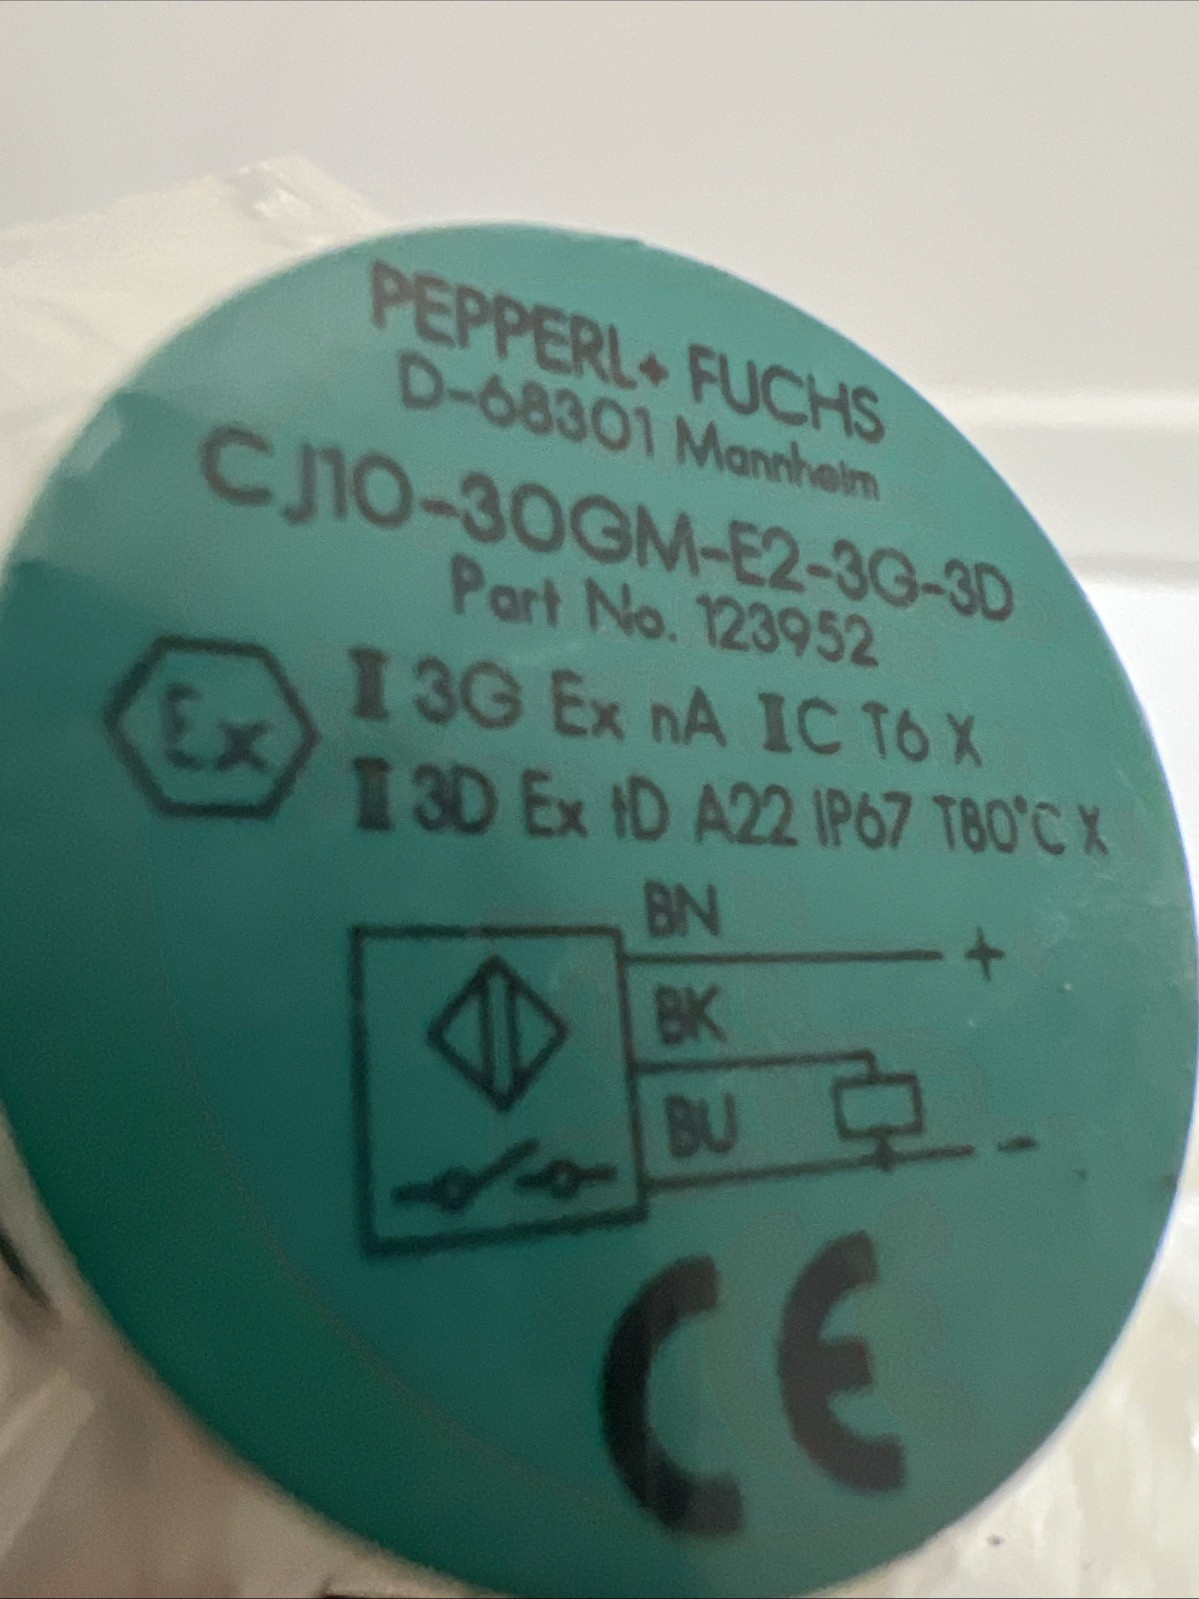 PEPPERL+ FUCHS
D-68301 Mannheim
CJ10-30GM-E2-3G-3D
Part No. 123952
Ex
II 3G Ex nA IIC T6 X
II 3D Ex tD A22 IP67 T80°C X
BN
+
BK
BU
-
CE